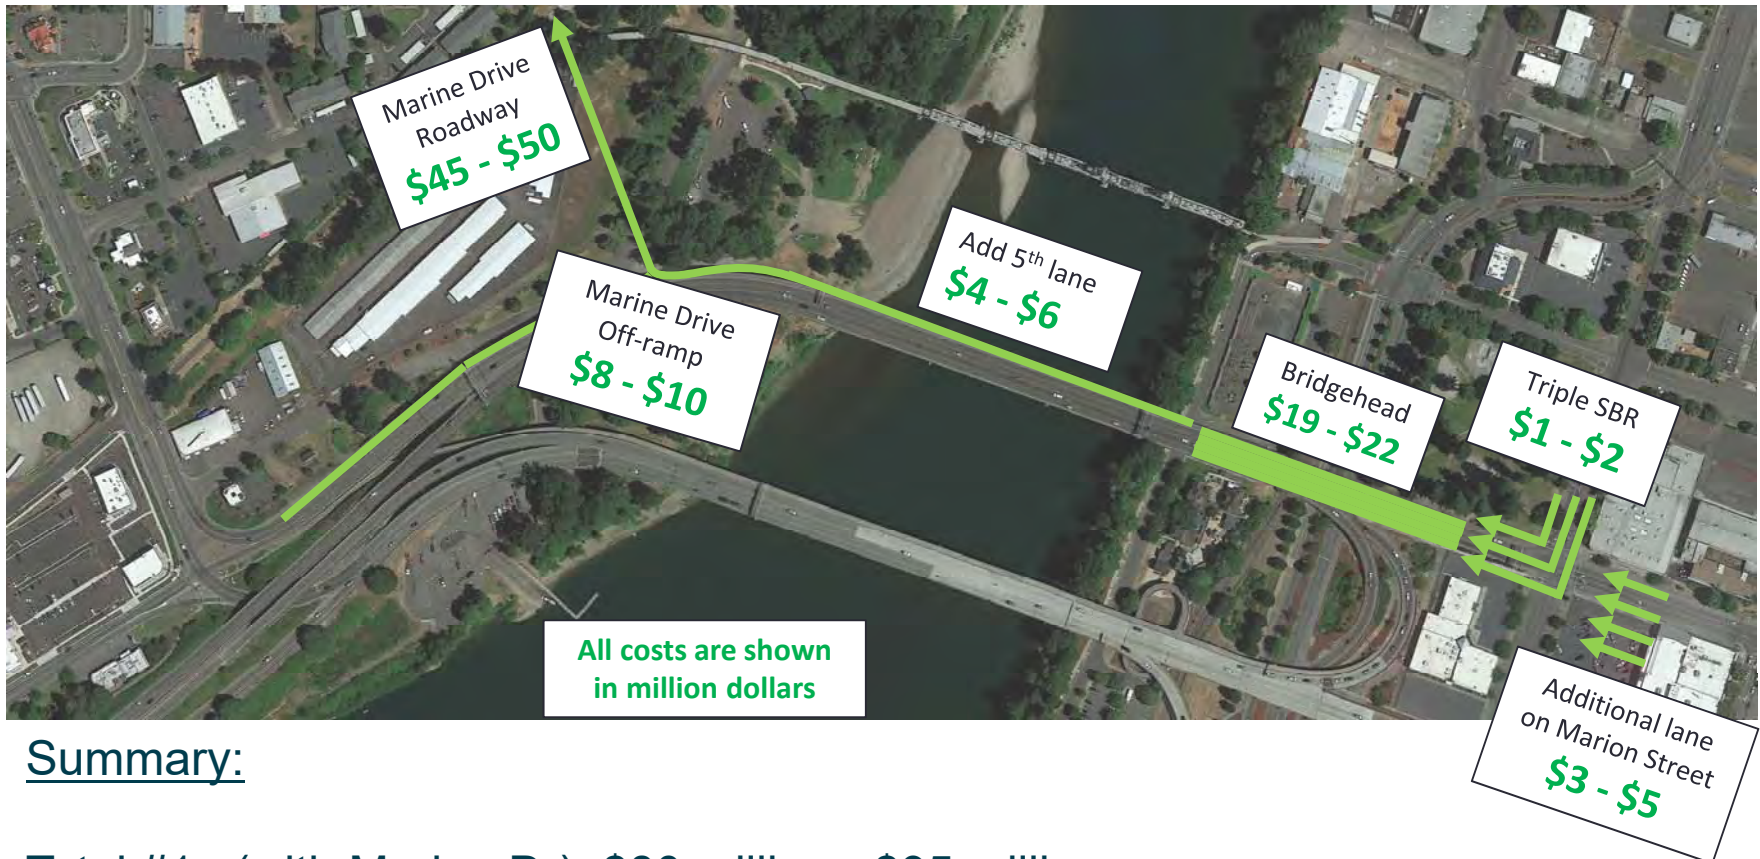 Marine Drive
Roadway
$45 - $50
Add 5th lane
$4 - $6
Marine Drive
Off-ramp
$8 - $10
Bridgehead
$19 - $22
Triple SBR
$1 - $2
All costs are shown
in million dollars
Additional lane
on Marion Street
$3 - $5
Summary: